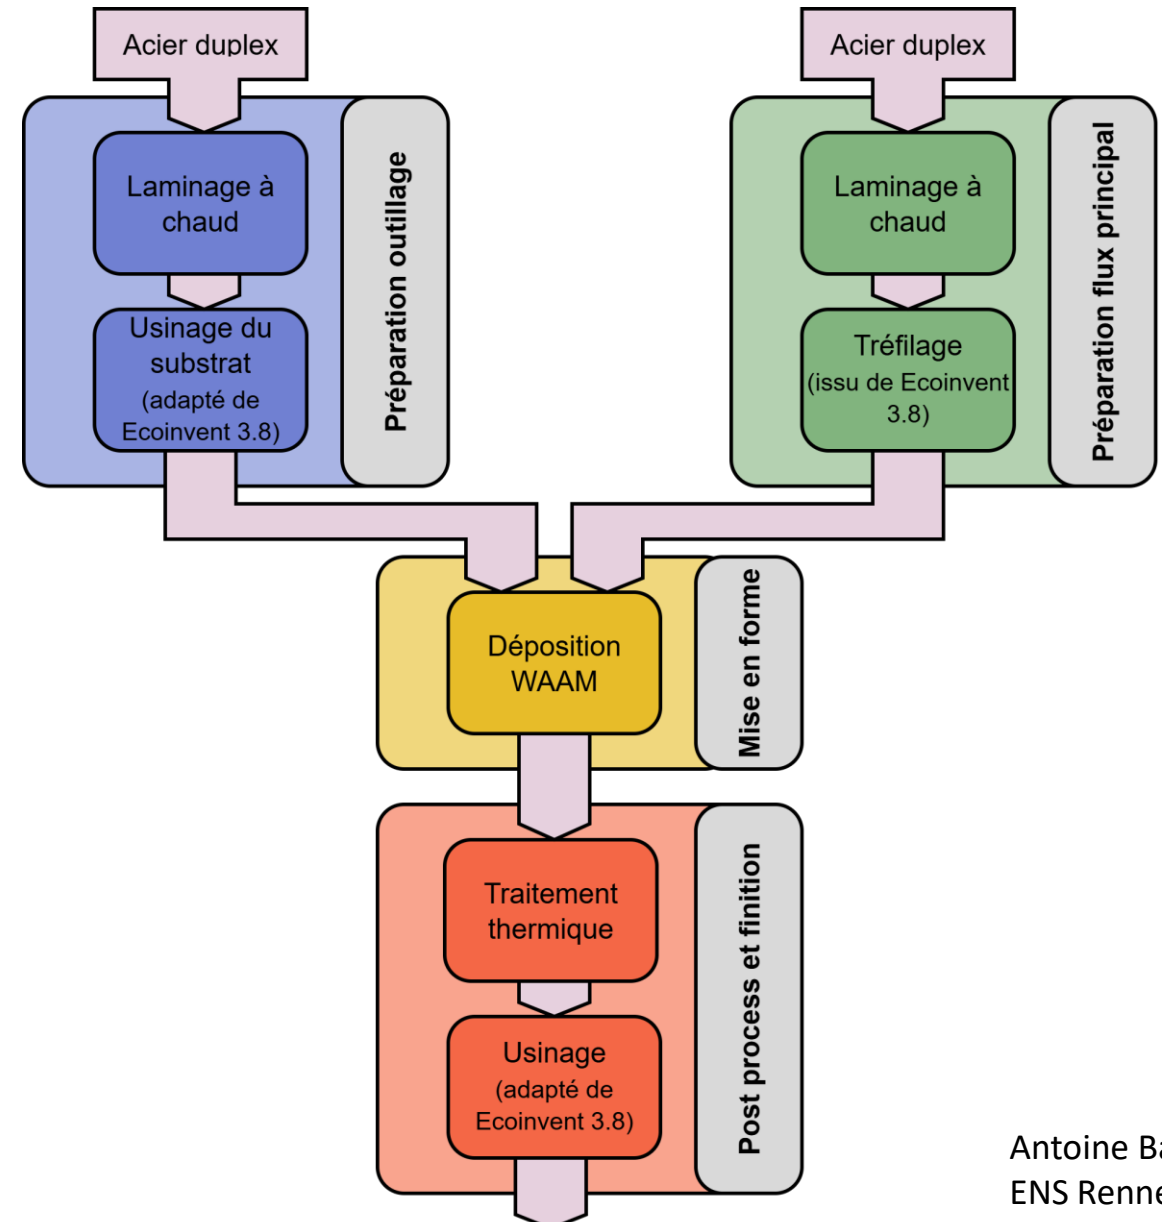 Acier duplex
Laminage à
chaud
Usinage du
substrat
(adapté de
Ecoinvent 3.8)
Préparation outillage
Acier duplex
Laminage à
chaud
Tréfilage
(issu de Ecoinvent
3.8)
Préparation flux principal
Déposition
WAAM
Mise en forme
Traitement
thermique
Usinage
(adapté de
Ecoinvent 3.8)
Post process et finition
Antoine
ENS